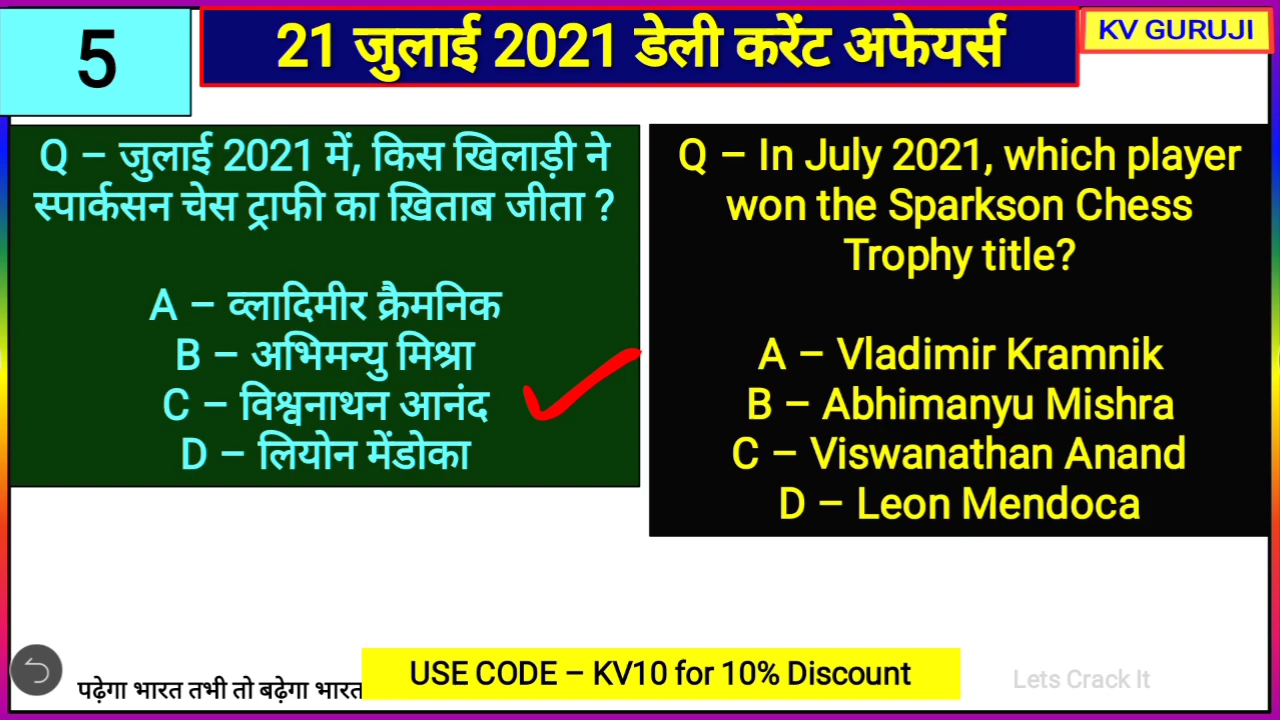 5
21 जुलाई 2021 डेली करेंट अफेयर्स
KV GURUJI
Q – जुलाई 2021 में, किस खिलाड़ी ने
स्पार्कसन चेस ट्राफी का ख़िताब जीता ?
A – व्लादिमीर क्रैमनिक
B – अभिमन्यु मिश्रा
C – विश्वनाथन आनंद
D – लियोन मेंडोका
Q – In July 2021, which player
won the Sparkson Chess
Trophy title?
A – Vladimir Kramnik
B – Abhimanyu Mishra
C – Viswanathan Anand
D – Leon Mendoca
पढ़ेगा भारत तभी तो बढ़ेगा भारत
USE CODE – KV10 for 10% Discount
Lets Crack It